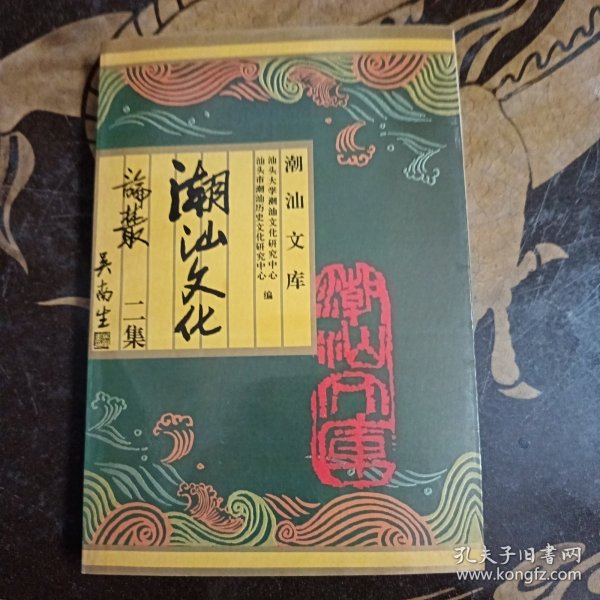 潮汕文库
汕头大学潮汕文化研究中心
汕头市潮汕历史文化研究中心
编
潮汕文化
論叢
二集
吴南生
潮汕文库
孔夫子旧书网
www.kongfz.com